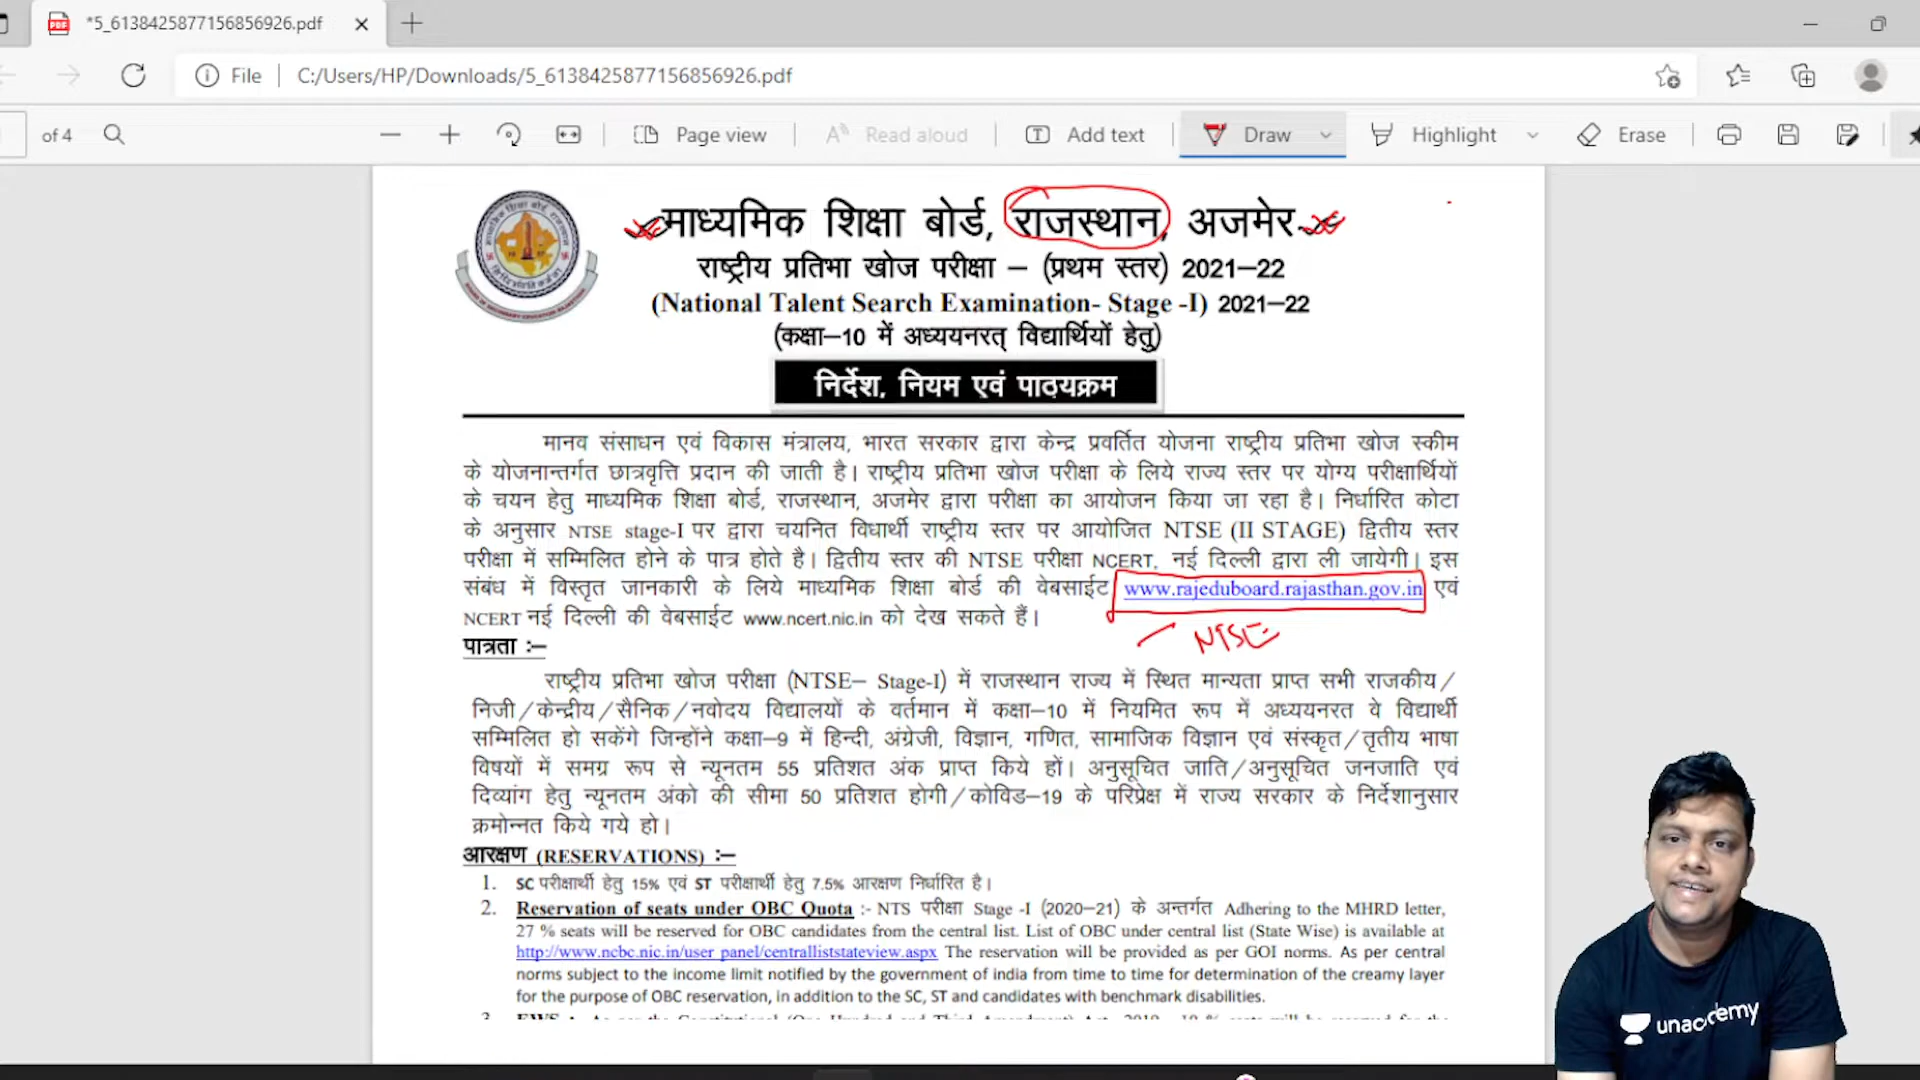 *5_6138425877156856926.pdf
File C:/Users/HP/Downloads/5_6138425877156856926.pdf
of 4 Page view Read aloud Add text Draw Highlight Erase
माध्यमिक शिक्षा बोर्ड, राजस्थान, अजमेर
राष्ट्रीय प्रतिभा खोज परीक्षा – (प्रथम स्तर) 2021–22
(National Talent Search Examination- Stage -I) 2021–22
(कक्षा–10 में अध्ययनरत् विद्यार्थियों हेतु)
निर्देश, नियम एवं पाठ्यक्रम
मानव संसाधन एवं विकास मंत्रालय, भारत सरकार द्वारा केन्द्र प्रवर्तित योजना राष्ट्रीय प्रतिभा खोज स्कीम
के योजनान्तर्गत छात्रवृत्ति प्रदान की जाती है। राष्ट्रीय प्रतिभा खोज परीक्षा के लिये राज्य स्तर पर योग्य परीक्षार्थियों
के चयन हेतु माध्यमिक शिक्षा बोर्ड, राजस्थान, अजमेर द्वारा परीक्षा का आयोजन किया जा रहा है। निर्धारित कोटा
के अनुसार NTSE stage-I पर द्वारा चयनित विधार्थी राष्ट्रीय स्तर पर आयोजित NTSE (II STAGE) द्वितीय स्तर
परीक्षा में सम्मिलित होने के पात्र होते है। द्वितीय स्तर की NTSE परीक्षा NCERT, नई दिल्ली द्वारा ली जायेगी। इस
संबंध में विस्तृत जानकारी के लिये माध्यमिक शिक्षा बोर्ड की वेबसाईट www.rajeduboard.rajasthan.gov.in एवं
NCERT नई दिल्ली की वेबसाईट www.ncert.nic.in को देख सकते हैं।
NTSE
पात्रता :–
राष्ट्रीय प्रतिभा खोज परीक्षा (NTSE– Stage-I) में राजस्थान राज्य में स्थित मान्यता प्राप्त सभी राजकीय/
निजी/केन्द्रीय/सैनिक/नवोदय विद्यालयों के वर्तमान में कक्षा–10 में नियमित रूप में अध्ययनरत वे विद्यार्थी
सम्मिलित हो सकेंगे जिन्होंने कक्षा–9 में हिन्दी, अंग्रेजी, विज्ञान, गणित, सामाजिक विज्ञान एवं संस्कृत/तृतीय भाषा
विषयों में समग्र रूप से न्यूनतम 55 प्रतिशत अंक प्राप्त किये हों। अनुसूचित जाति/अनुसूचित जनजाति एवं
दिव्यांग हेतु न्यूनतम अंको की सीमा 50 प्रतिशत होगी/कोविड–19 के परिप्रेक्ष में राज्य सरकार के निर्देशानुसार
क्रमोन्नत किये गये हो।
आरक्षण (RESERVATIONS) :–
1. SC परीक्षार्थी हेतु 15% एवं ST परीक्षार्थी हेतु 7.5% आरक्षण निर्धारित है।
2. Reservation of seats under OBC Quota :- NTS परीक्षा Stage -I (2020–21) के अन्तर्गत Adhering to the MHRD letter,
27 % seats will be reserved for OBC candidates from the central list. List of OBC under central list (State Wise) is available at
http://www.ncbc.nic.in/user_panel/centralliststateview.aspx The reservation will be provided as per GOI norms. As per central
norms subject to the income limit notified by the government of india from time to time for determination of the creamy layer
for the purpose of OBC reservation, in addition to the SC, ST and candidates with benchmark disabilities.
unacademy